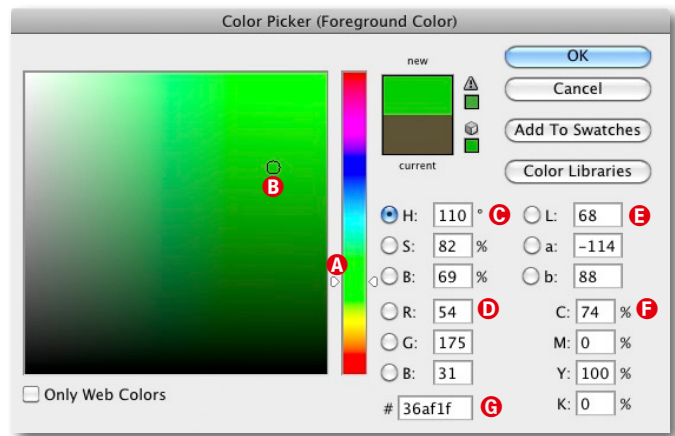 Color Picker (Foreground Color)
new
current
OK
Cancel
Add To Swatches
Color Libraries
A
B
H: 110 ° C
S: 82 %
B: 69 %
R: 54 D
G: 175
B: 31
# 36af1f G
L: 68 E
a: -114
b: 88
C: 74 % F
M: 0 %
Y: 100 %
K: 0 %
Only Web Colors